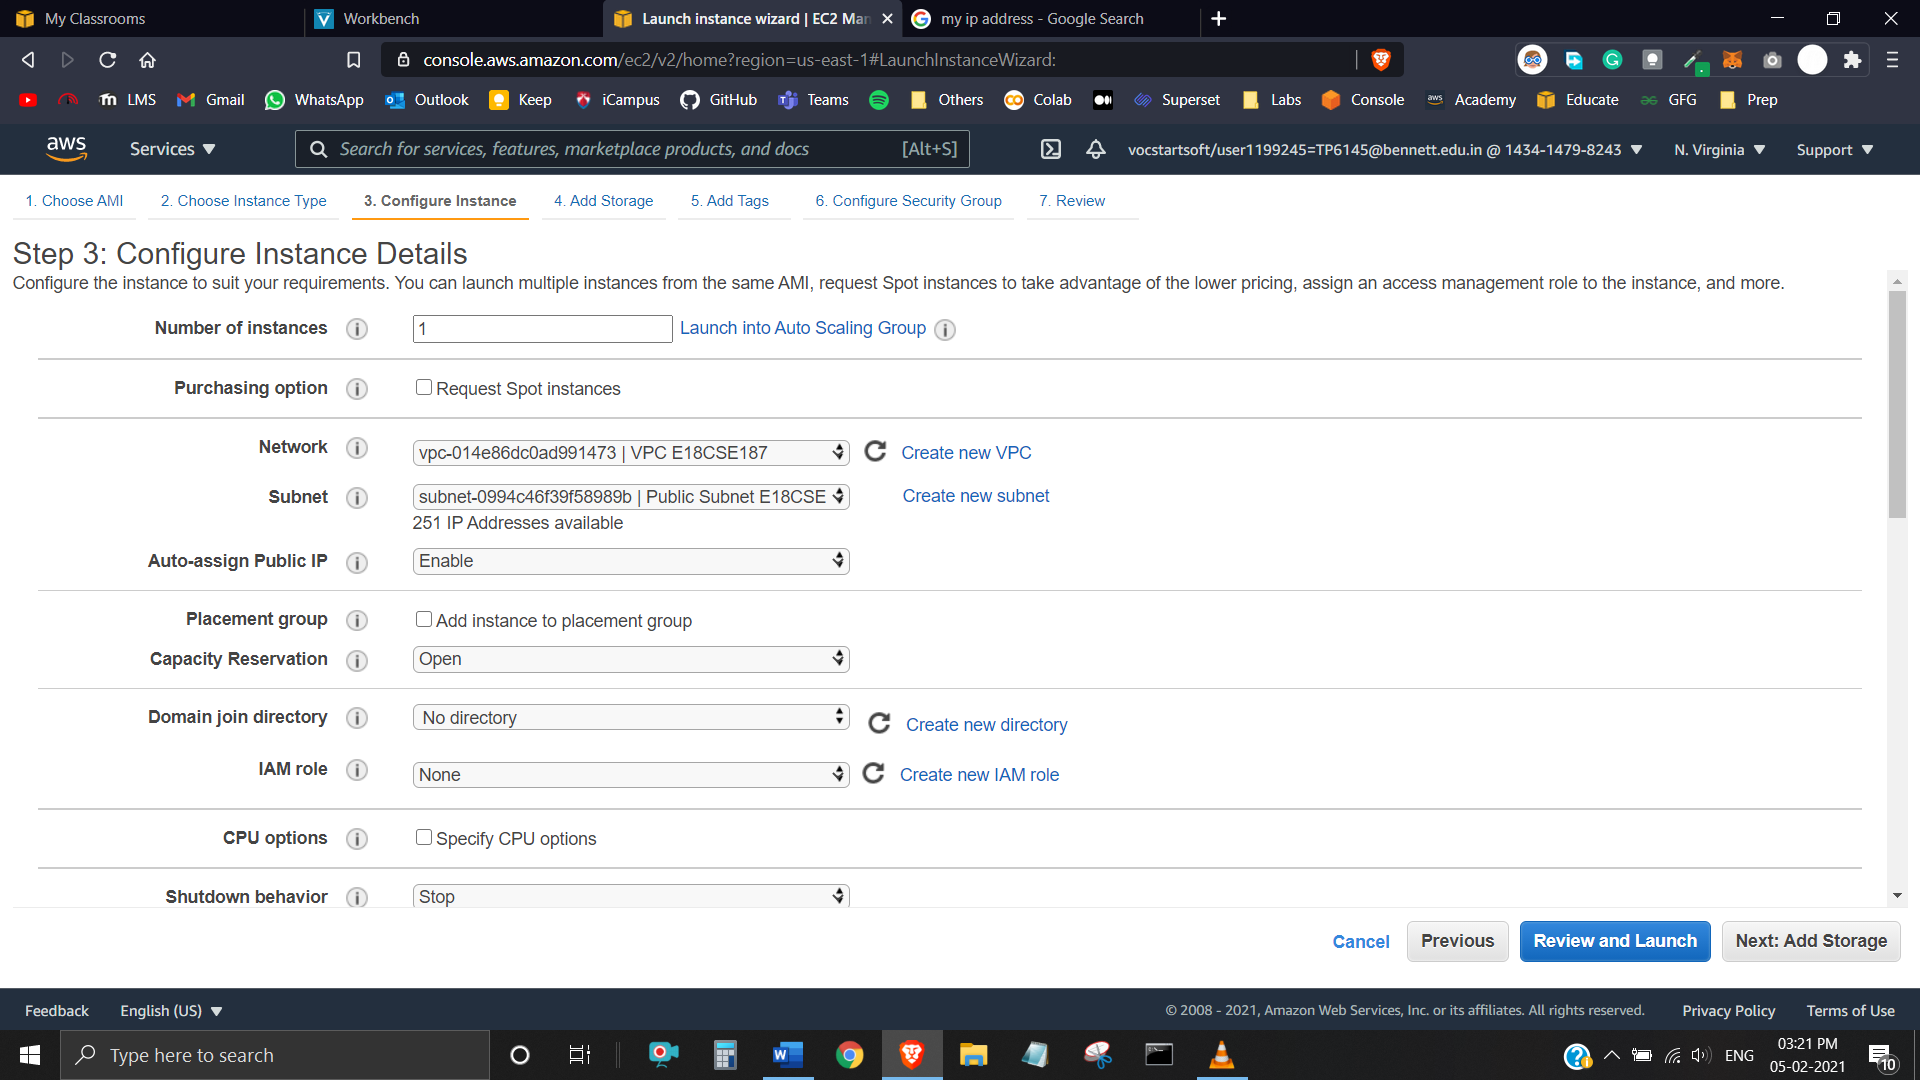 My Classrooms
Workbench
Launch instance wizard | EC2 Man
my ip address - Google Search
console.aws.amazon.com/ec2/v2/home?region=us-east-1#LaunchInstanceWizard:
LMS
Gmail
WhatsApp
Outlook
Keep
iCampus
GitHub
Teams
Others
Colab
Superset
Labs
Console
aws Academy
Educate
GFG
Prep
aws
Services
Search for services, features, marketplace products, and docs
[Alt+S]
vocstartsoft/user1199245=TP6145@bennett.edu.in @ 1434-1479-8243
N. Virginia
Support
1. Choose AMI
2. Choose Instance Type
3. Configure Instance
4. Add Storage
5. Add Tags
6. Configure Security Group
7. Review
Step 3: Configure Instance Details
Configure the instance to suit your requirements. You can launch multiple instances from the same AMI, request Spot instances to take advantage of the lower pricing, assign an access management role to the instance, and more.
Number of instances
1
Launch into Auto Scaling Group
Purchasing option
Request Spot instances
Network
vpc-014e86dc0ad991473 | VPC E18CSE187
Create new VPC
Subnet
subnet-0994c46f39f58989b | Public Subnet E18CSE
Create new subnet
251 IP Addresses available
Auto-assign Public IP
Enable
Placement group
Add instance to placement group
Capacity Reservation
Open
Domain join directory
No directory
Create new directory
IAM role
None
Create new IAM role
CPU options
Specify CPU options
Shutdown behavior
Stop
Cancel
Previous
Review and Launch
Next: Add Storage
Feedback
English (US)
© 2008 - 2021, Amazon Web Services, Inc. or its affiliates. All rights reserved.
Privacy Policy
Terms of Use
Type here to search
ENG
03:21 PM
05-02-2021
10